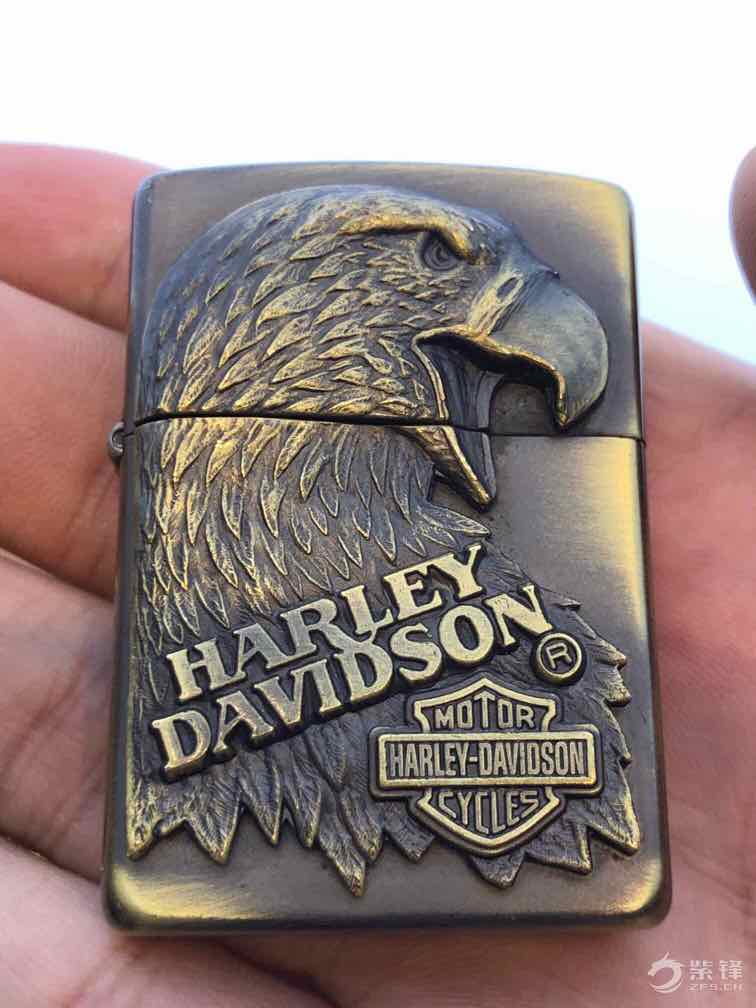 HARLEY
DAVIDSON ®
MOTOR
HARLEY-DAVIDSON
CYCLES
紫锋
ZFS.CN